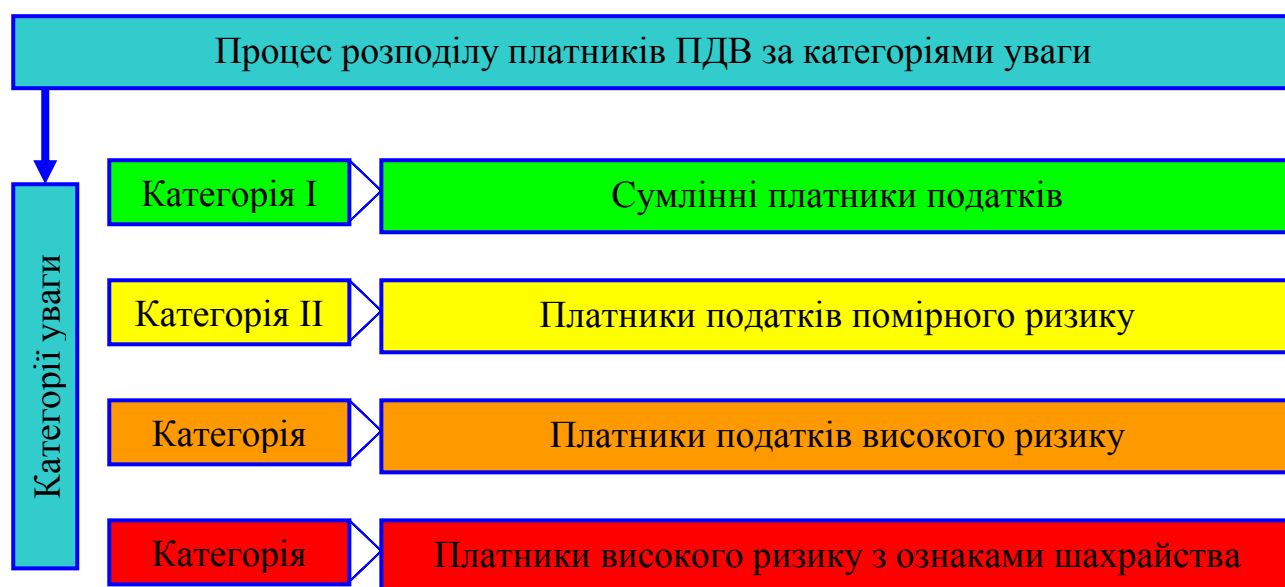 Процес розподілу платників ПДВ за категоріями уваги
Категорії уваги
Категорія І
Сумлінні платники податків
Категорія ІІ
Платники податків помірного ризику
Категорія
Платники податків високого ризику
Категорія
Платники високого ризику з ознаками шахрайства